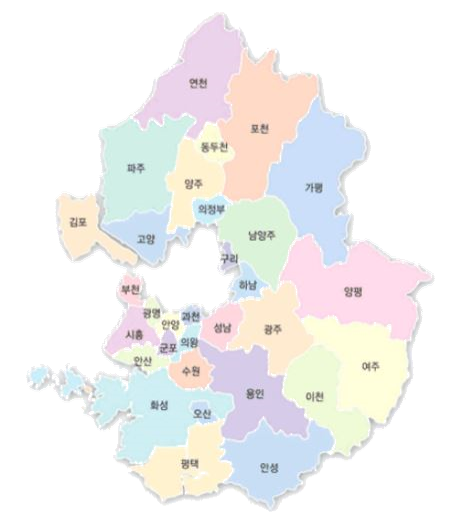 연천
포천
동두천
파주
양주
가평
의정부
김포
고양
남양주
구리
하남
부천
양평
광명
과천
안양
시흥
성남
광주
군포
의왕
안산
수원
여주
용인
이천
화성
오산
평택
안성